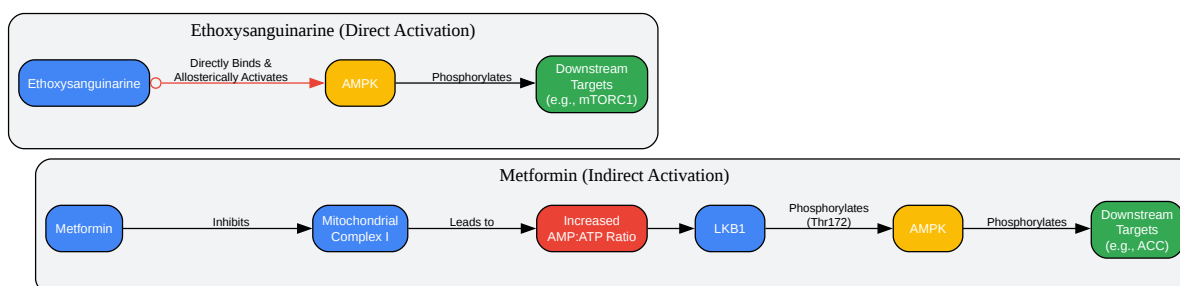 Ethoxysanguinarine (Direct Activation)
Ethoxysanguinarine
Directly Binds &
Allosterically Activates
AMPK
Phosphorylates
Downstream
Targets
(e.g., mTORC1)
Metformin (Indirect Activation)
Metformin
Inhibits
Mitochondrial
Complex I
Leads to
Increased
AMP:ATP Ratio
LKB1
Phosphorylates
(Thr172)
AMPK
Phosphorylates
Downstream
Targets
(e.g., ACC)